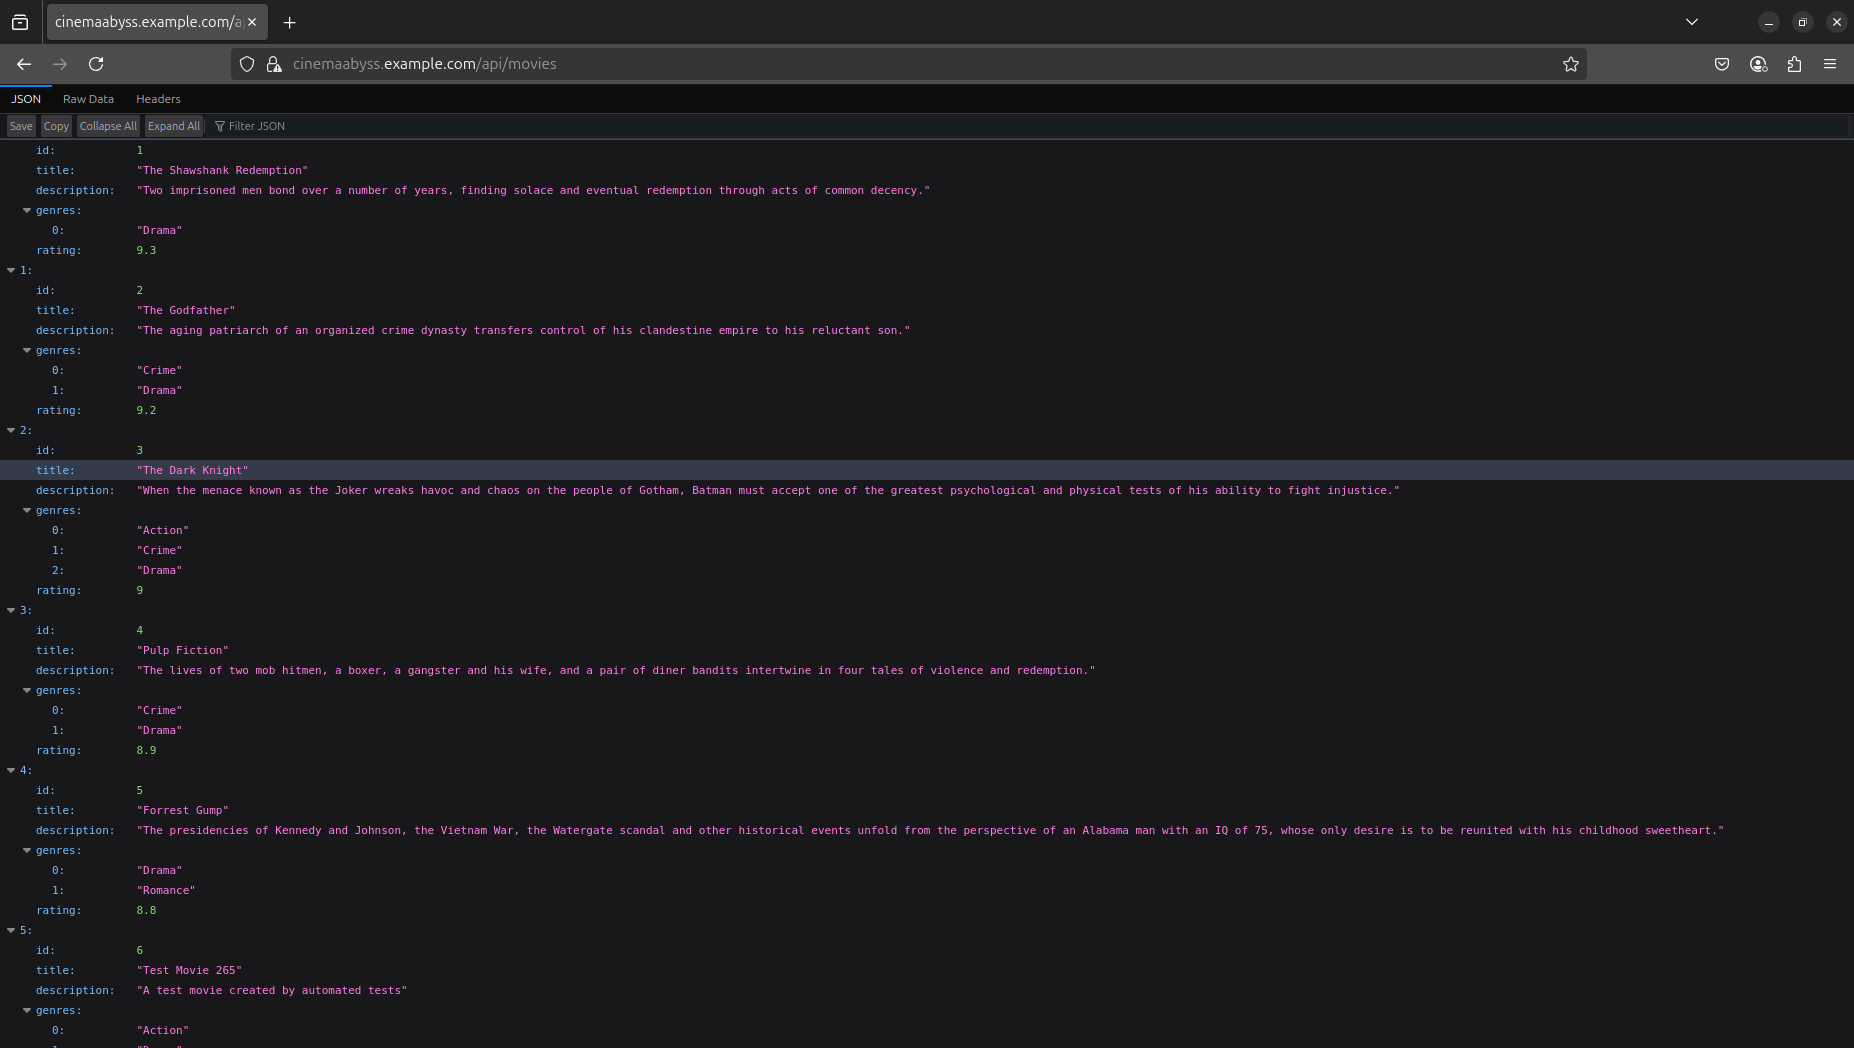 cinemaabyss.example.com/a
cinemaabyss.example.com/api/movies
JSON Raw Data Headers
Save Copy Collapse All Expand All Filter JSON
id: 1
title: "The Shawshank Redemption"
description: "Two imprisoned men bond over a number of years, finding solace and eventual redemption through acts of common decency."
genres:
0: "Drama"
rating: 9.3
1:
id: 2
title: "The Godfather"
description: "The aging patriarch of an organized crime dynasty transfers control of his clandestine empire to his reluctant son."
genres:
0: "Crime"
1: "Drama"
rating: 9.2
2:
id: 3
title: "The Dark Knight"
description: "When the menace known as the Joker wreaks havoc and chaos on the people of Gotham, Batman must accept one of the greatest psychological and physical tests of his ability to fight injustice."
genres:
0: "Action"
1: "Crime"
2: "Drama"
rating: 9
3:
id: 4
title: "Pulp Fiction"
description: "The lives of two mob hitmen, a boxer, a gangster and his wife, and a pair of diner bandits intertwine in four tales of violence and redemption."
genres:
0: "Crime"
1: "Drama"
rating: 8.9
4:
id: 5
title: "Forrest Gump"
description: "The presidencies of Kennedy and Johnson, the Vietnam War, the Watergate scandal and other historical events unfold from the perspective of an Alabama man with an IQ of 75, whose only desire is to be reunited with his childhood sweetheart."
genres:
0: "Drama"
1: "Romance"
rating: 8.8
5:
id: 6
title: "Test Movie 265"
description: "A test movie created by automated tests"
genres:
0: "Action"